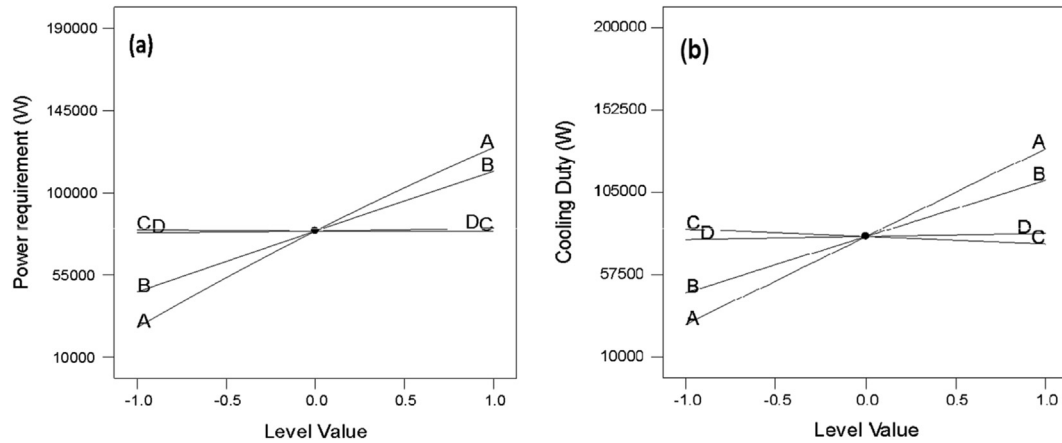 (a)
Power requirement (W)
190000
145000
100000
55000
10000
A
B
C D
D C
B
A
-1.0 -0.5 0.0 0.5 1.0
Level Value
(b)
Cooling Duty (W)
200000
152500
105000
57500
10000
A
B
C
D
D
C
B
A
-1.0 -0.5 0.0 0.5 1.0
Level Value